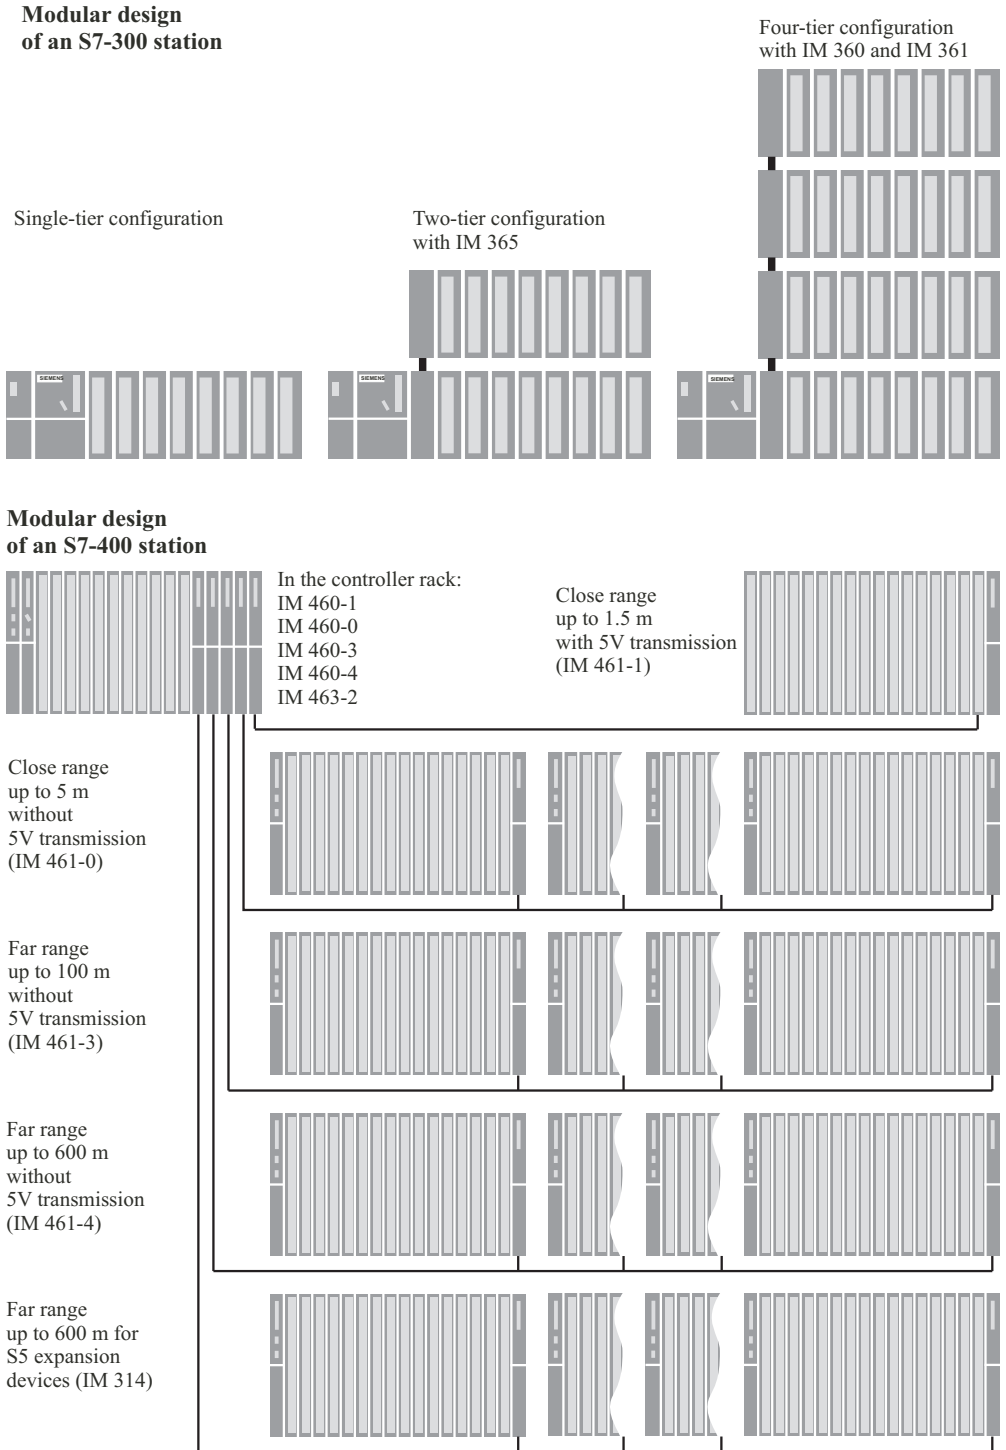 Modular design
of an S7-300 station
Four-tier configuration
with IM 360 and IM 361
Single-tier configuration
Two-tier configuration
with IM 365
SIEMENS
SIEMENS
SIEMENS
Modular design
of an S7-400 station
In the controller rack:
IM 460-1
IM 460-0
IM 460-3
IM 460-4
IM 463-2
Close range
up to 1.5 m
with 5V transmission
(IM 461-1)
Close range
up to 5 m
without
5V transmission
(IM 461-0)
Far range
up to 100 m
without
5V transmission
(IM 461-3)
Far range
up to 600 m
without
5V transmission
(IM 461-4)
Far range
up to 600 m for
S5 expansion
devices (IM 314)